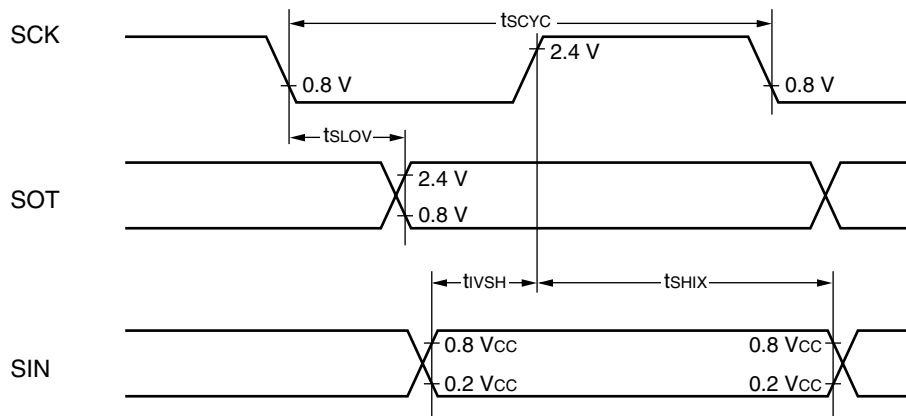 tSCYC
SCK
2.4 V
0.8 V
0.8 V
tSLOV
SOT
2.4 V
0.8 V
tIVSH
tSHIX
SIN
0.8 VCC
0.8 VCC
0.2 VCC
0.2 VCC